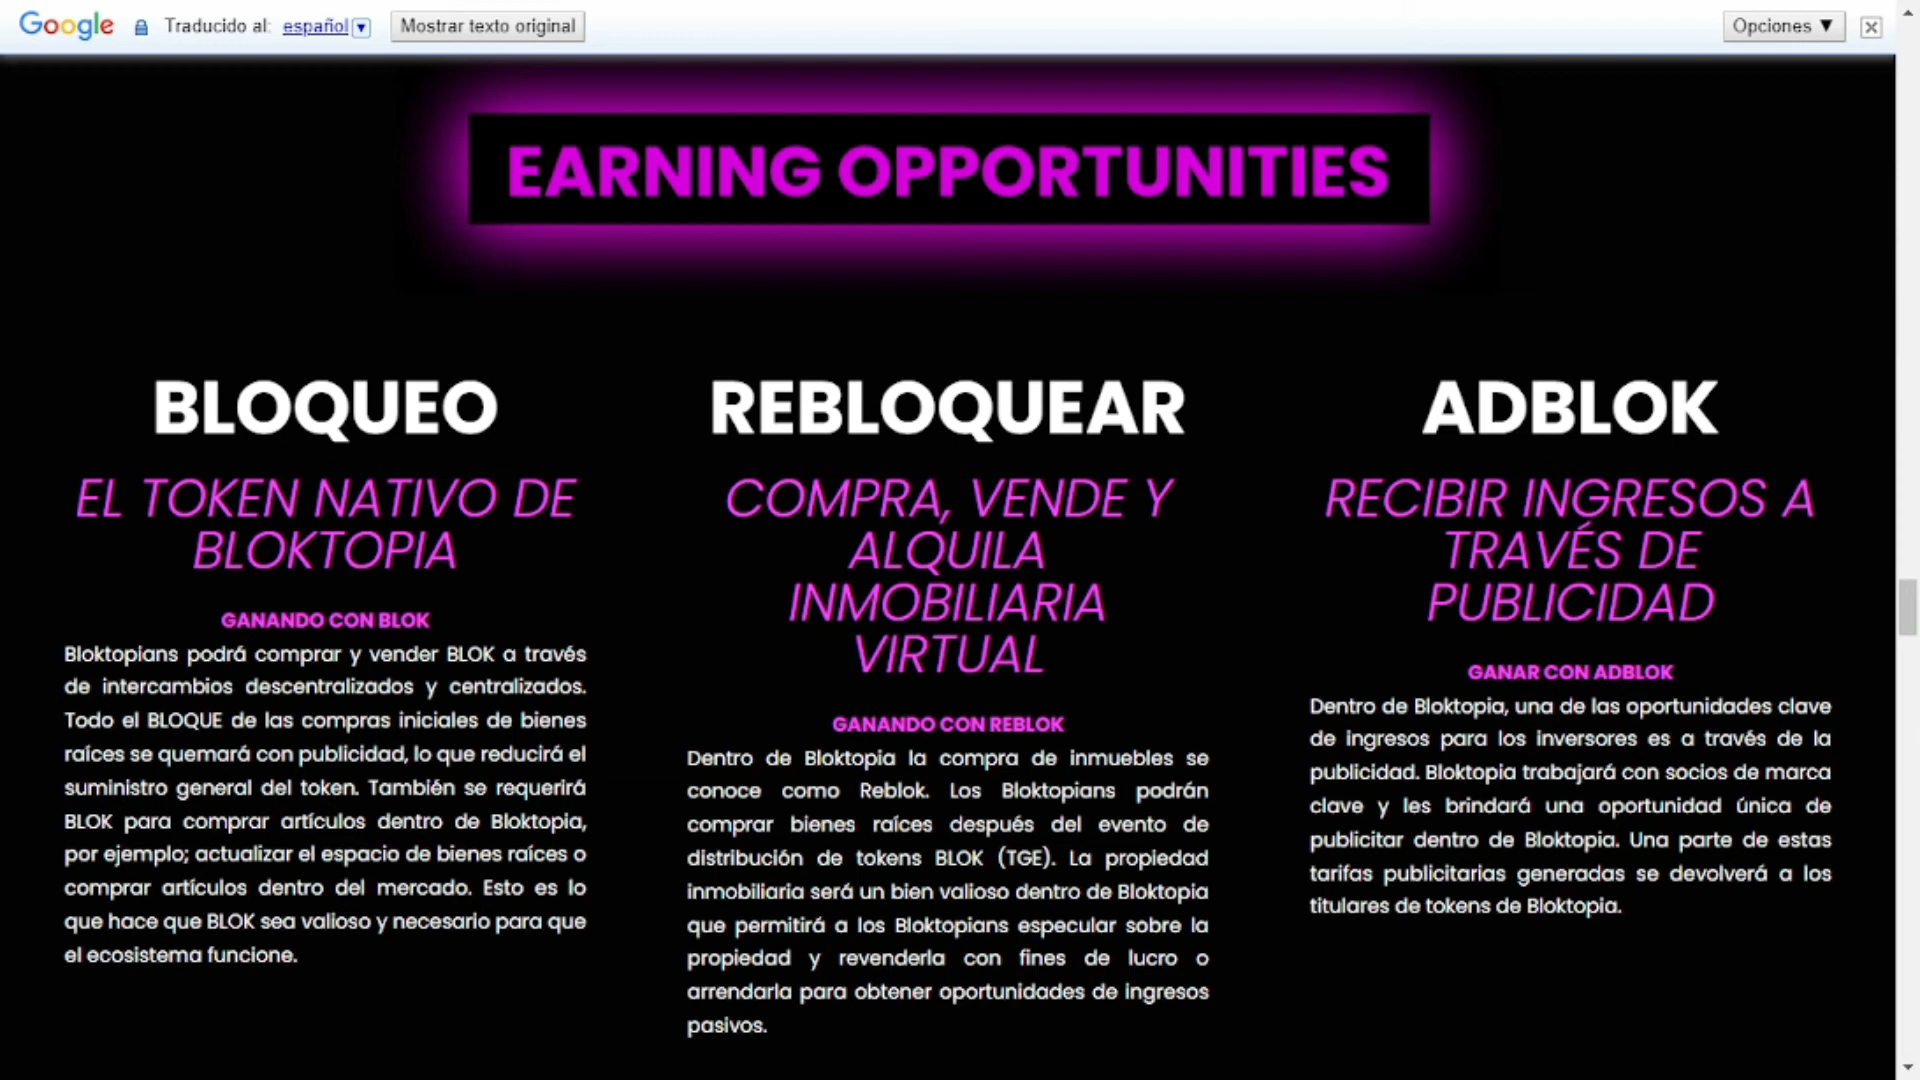 Google Traducido al: español Mostrar texto original Opciones ▼
EARNING OPPORTUNITIES
BLOQUEO
EL TOKEN NATIVO DE
BLOKTOPIA
GANANDO CON BLOK
Bloktopians podrá comprar y vender BLOK a través
de intercambios descentralizados y centralizados.
Todo el BLOQUE de las compras iniciales de bienes
raíces se quemará con publicidad, lo que reducirá el
suministro general del token. También se requerirá
BLOK para comprar artículos dentro de Bloktopia,
por ejemplo; actualizar el espacio de bienes raíces o
comprar artículos dentro del mercado. Esto es lo
que hace que BLOK sea valioso y necesario para que
el ecosistema funcione.
REBLOQUEAR
COMPRA, VENDE Y
ALQUILA
INMOBILIARIA
VIRTUAL
GANANDO CON REBLOK
Dentro de Bloktopia la compra de inmuebles se
conoce como Reblok. Los Bloktopians podrán
comprar bienes raíces después del evento de
distribución de tokens BLOK (TGE). La propiedad
inmobiliaria será un bien valioso dentro de Bloktopia
que permitirá a los Bloktopians especular sobre la
propiedad y revenderla con fines de lucro o
arrendarla para obtener oportunidades de ingresos
pasivos.
ADBLOK
RECIBIR INGRESOS A
TRAVÉS DE
PUBLICIDAD
GANAR CON ADBLOK
Dentro de Bloktopia, una de las oportunidades clave
de ingresos para los inversores es a través de la
publicidad. Bloktopia trabajará con socios de marca
clave y les brindará una oportunidad única de
publicitar dentro de Bloktopia. Una parte de estas
tarifas publicitarias generadas se devolverá a los
titulares de tokens de Bloktopia.